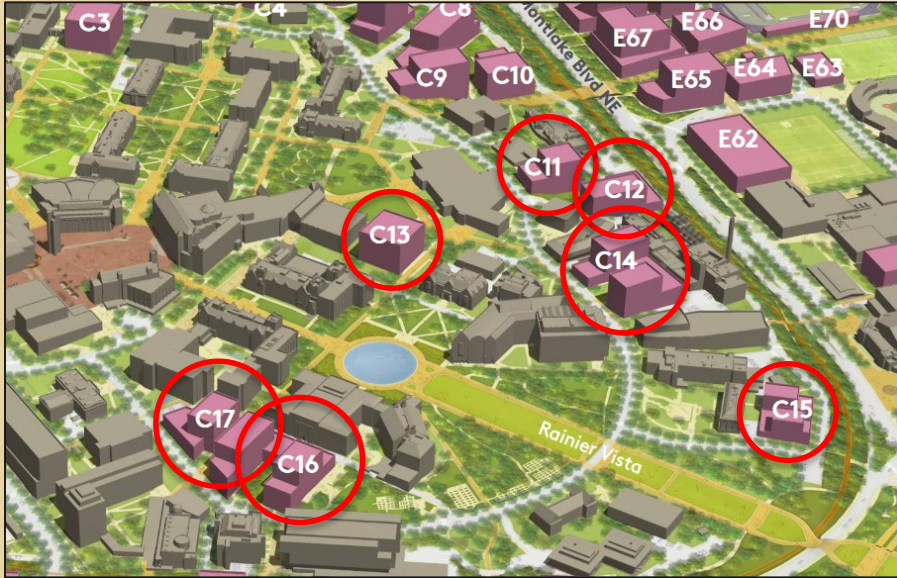 C3
C4
C8
Montlake Blvd NE
E66
E70
E67
C9
C10
E65
E64
E63
E62
C11
C12
C13
C14
C15
C17
C16
Rainier Vista